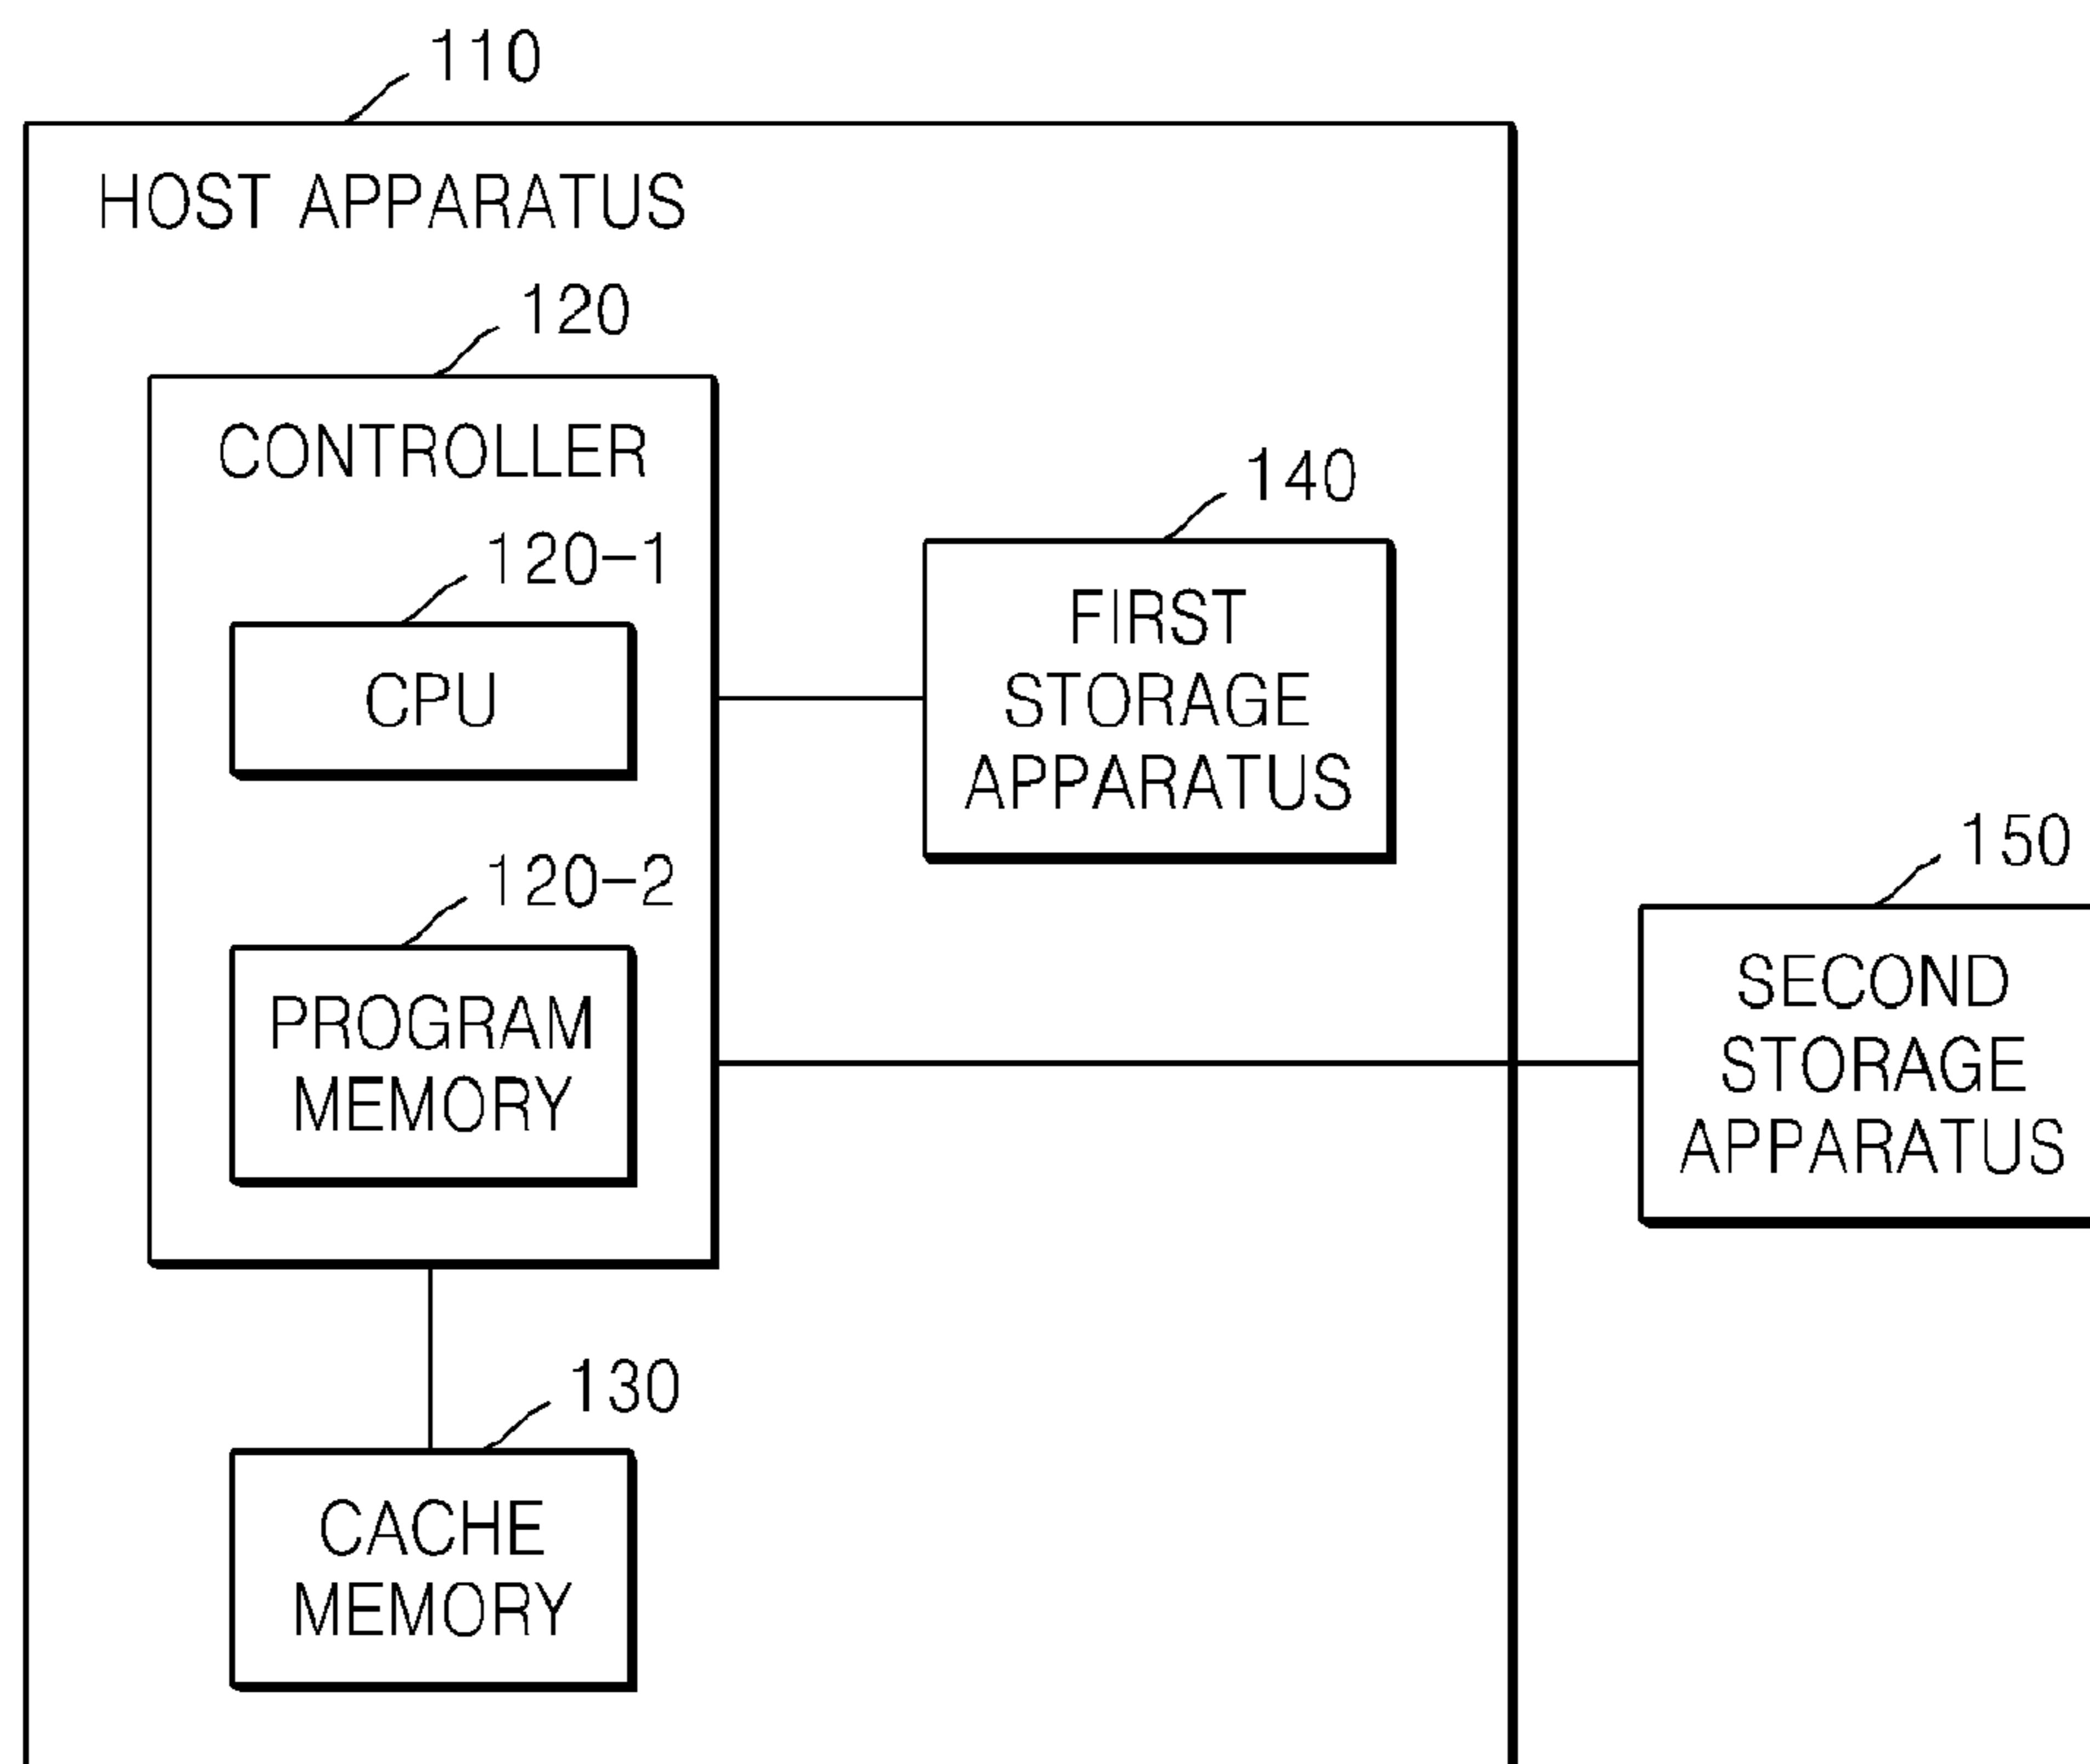 110
HOST APPARATUS
120
CONTROLLER
120-1
CPU
120-2
PROGRAM
MEMORY
130
CACHE
MEMORY
140
FIRST
STORAGE
APPARATUS
150
SECOND
STORAGE
APPARATUS